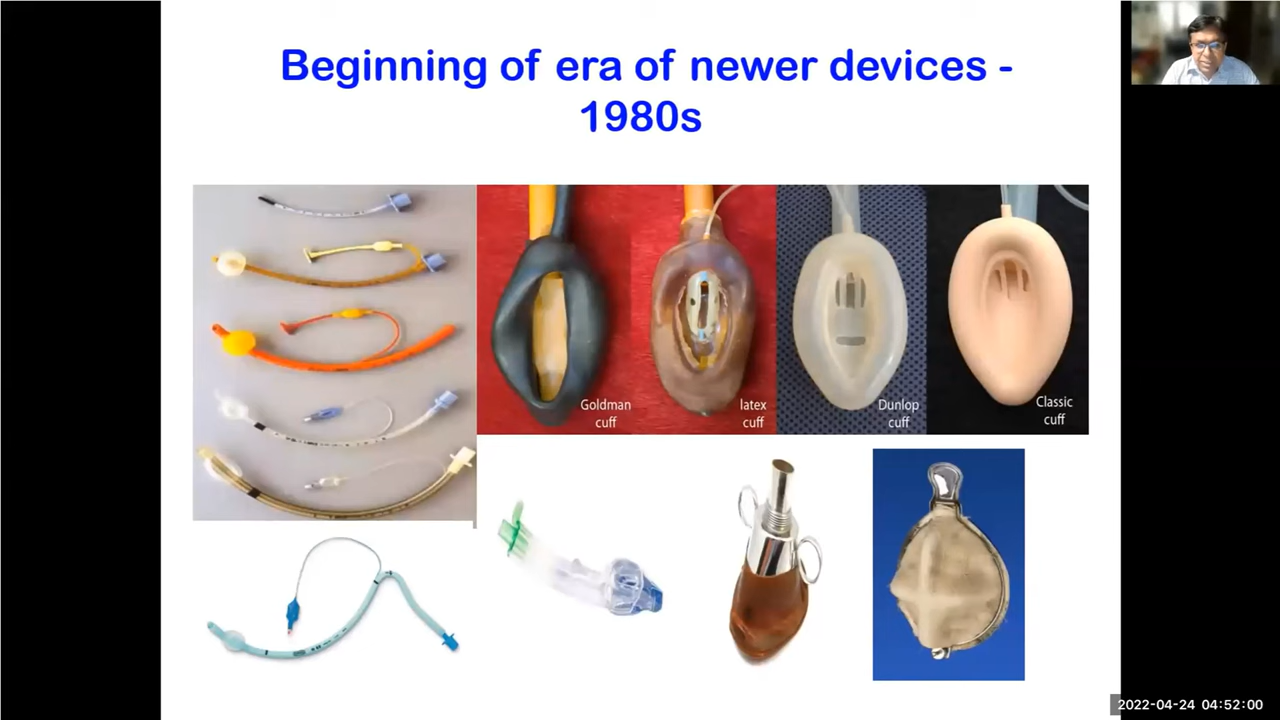 Beginning of era of newer devices -
1980s
Goldman
cuff
latex
cuff
Dunlop
cuff
Classic
cuff
2022-04-24 04:52:00